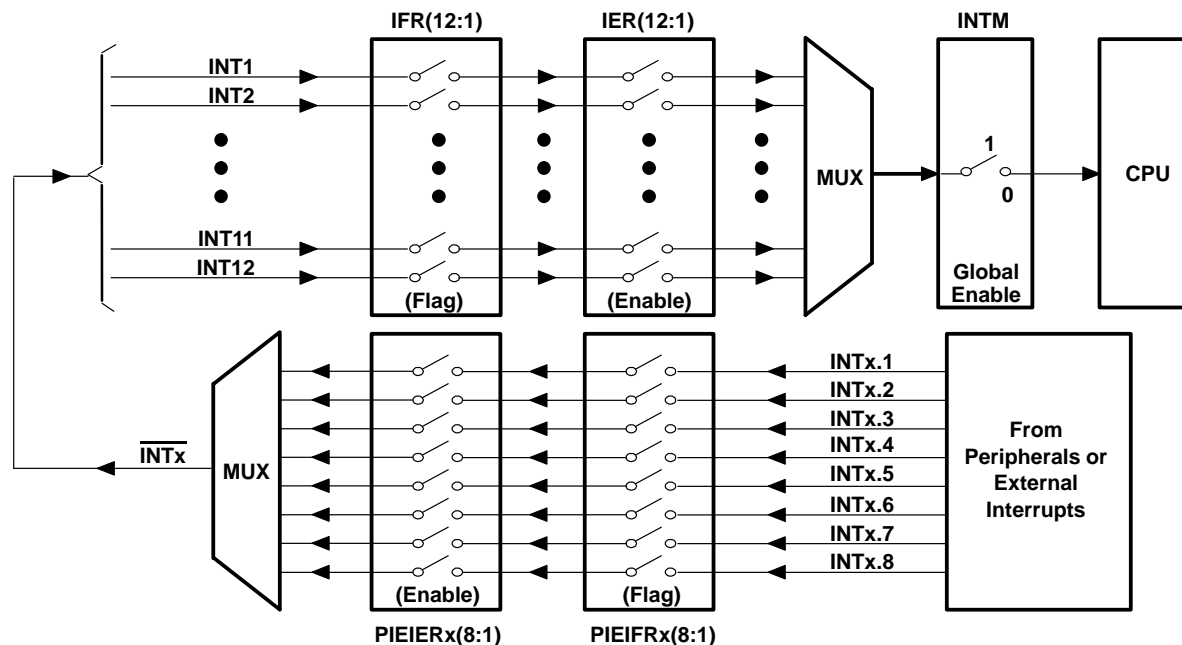 IFR(12:1)
IER(12:1)
INTM
INT1
INT2
INT11
INT12
(Flag)
(Enable)
MUX
1
0
Global
Enable
CPU
INTx
MUX
(Enable)
PIEIERx(8:1)
(Flag)
PIEIFRx(8:1)
INTx.1
INTx.2
INTx.3
INTx.4
INTx.5
INTx.6
INTx.7
INTx.8
From
Peripherals or
External
Interrupts